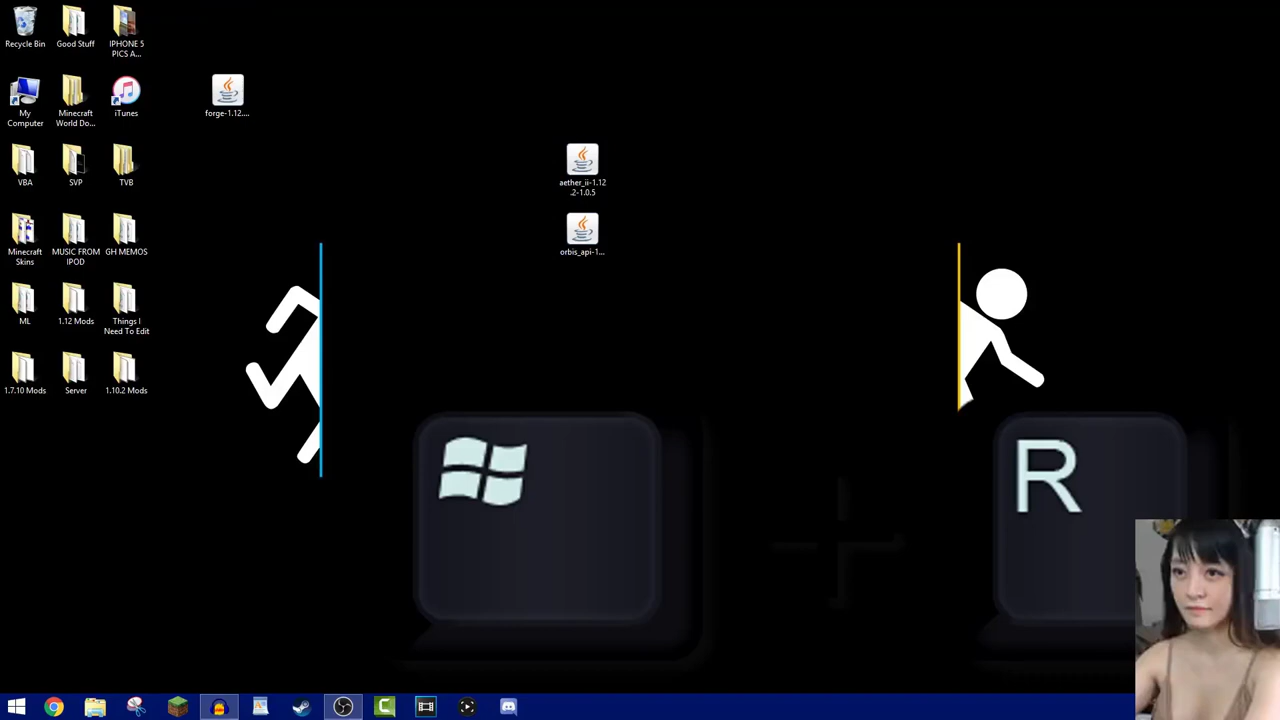 Recycle Bin
Good Stuff
IPHONE 5
PICS A...
My
Computer
Minecraft
World Do...
iTunes
forge-1.12....
VBA
SVP
TVB
aether_ii-1.12
.2-1.0.5
Minecraft
Skins
MUSIC FROM
IPOD
GH MEMOS
orbis_api-1...
ML
1.12 Mods
Things I
Need To Edit
1.7.10 Mods
Server
1.10.2 Mods
+
R